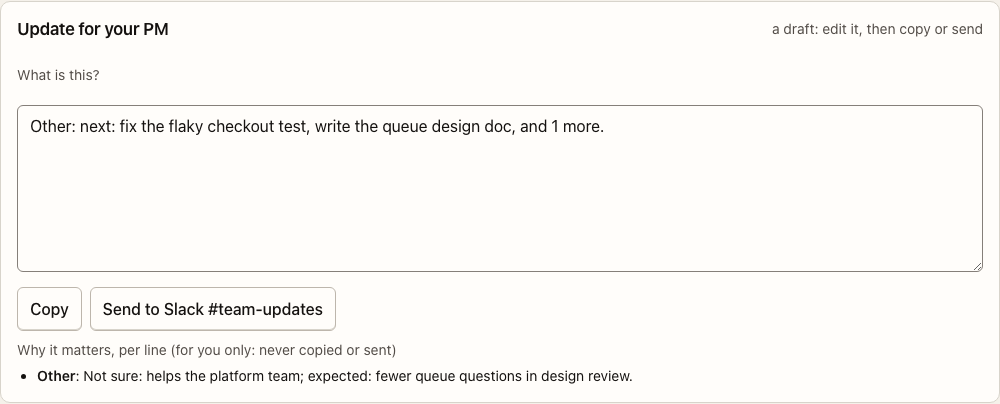 Update for your PM
a draft: edit it, then copy or send
What is this?
Other: next: fix the flaky checkout test, write the queue design doc, and 1 more.
Copy
Send to Slack #team-updates
Why it matters, per line (for you only: never copied or sent)
• Other: Not sure: helps the platform team; expected: fewer queue questions in design review.